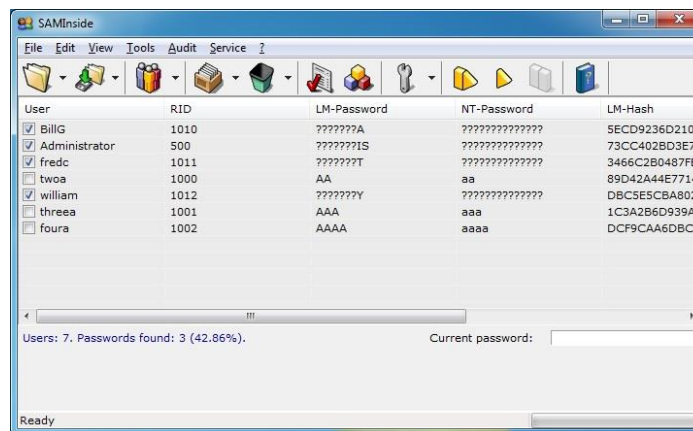 SAMInside
File Edit View Tools Audit Service ?
User RID LM-Password NT-Password LM-Hash
BillG 1010 ???????A ?????????????? 5ECD9236D210
Administrator 500 ???????IS ?????????????? 73CC402BD3E7
fredc 1011 ???????T ?????????????? 3466C2B0487FE
twoa 1000 AA aa 89D42A44E714
william 1012 ???????Y ?????????????? DBC5E5CBA802
threea 1001 AAA aaa 1C3A2B6D939A
foura 1002 AAAA aaaa DCF9CAA6DBC
Users: 7. Passwords found: 3 (42.86%). Current password:
Ready